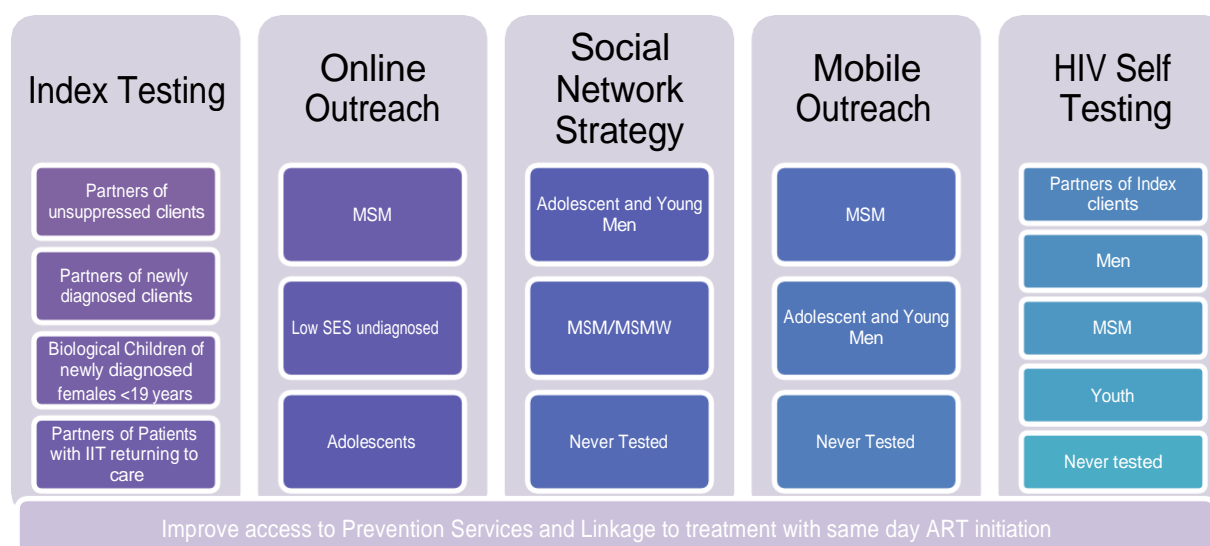 Index Testing
Partners of
unsuppressed clients
Partners of newly
diagnosed clients
Biological Children of
newly diagnosed
females <19 years
Partners of Patients
with IIT returning to
care
Online
Outreach
MSM
Low SES undiagnosed
Adolescents
Social
Network
Strategy
Adolescent and Young
Men
MSM/MSMW
Never Tested
Mobile
Outreach
MSM
Adolescent and Young
Men
Never Tested
HIV Self
Testing
Partners of Index
clients
Men
MSM
Youth
Never tested
Improve access to Prevention Services and Linkage to treatment with same day ART initiation